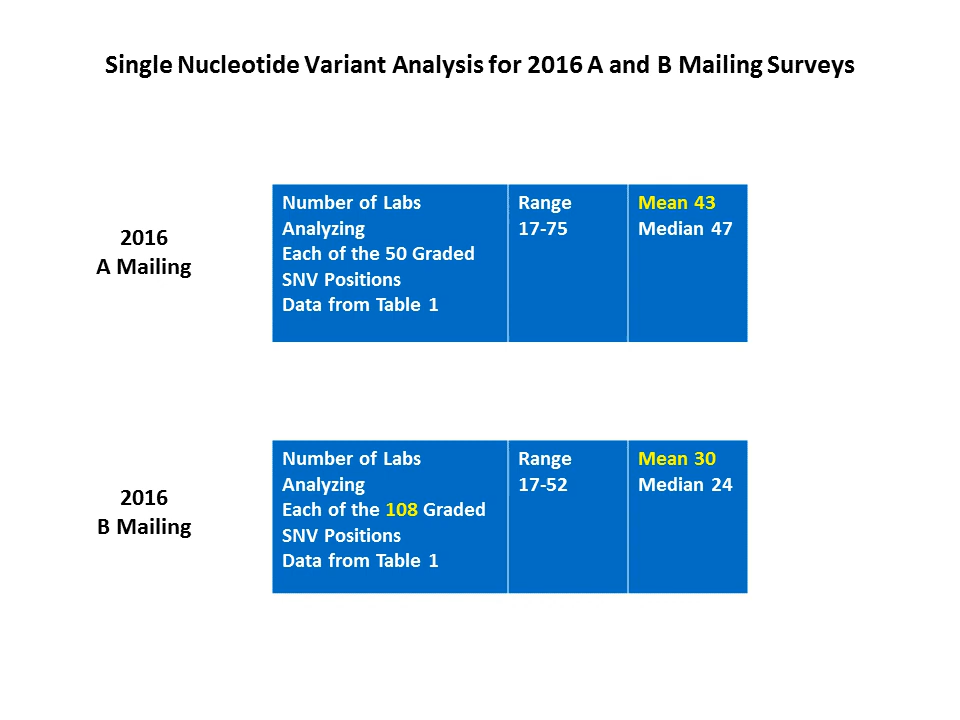 Single Nucleotide Variant Analysis for 2016 A and B Mailing Surveys
2016
A Mailing
Number of Labs
Analyzing
Each of the 50 Graded
SNV Positions
Data from Table 1
Range
17-75
Mean 43
Median 47
2016
B Mailing
Number of Labs
Analyzing
Each of the 108 Graded
SNV Positions
Data from Table 1
Range
17-52
Mean 30
Median 24